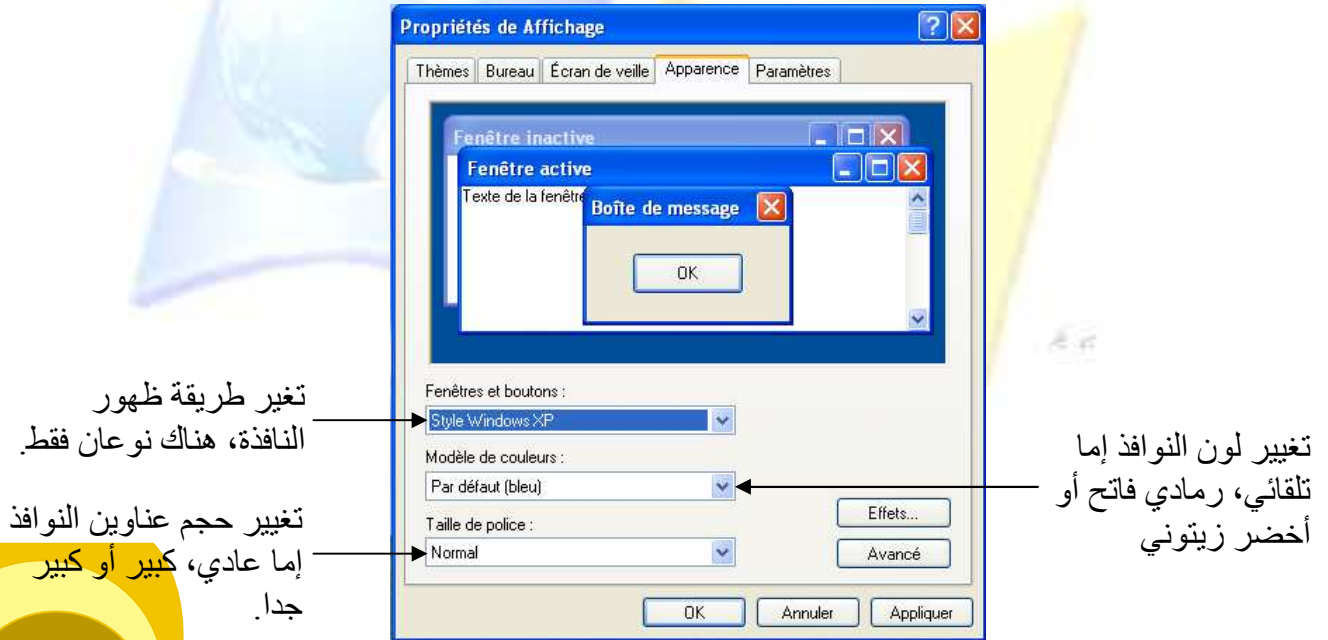 Propriétés de Affichage
Thèmes Bureau Écran de veille Apparence Paramètres
Fenêtre inactive
Fenêtre active
Texte de la fenêtre
Boîte de message
OK
Fenêtres et boutons :
Style Windows XP
Modèle de couleurs :
Par défaut (bleu)
Taille de police :
Normal
Effets...
Avancé
OK Annuler Appliquer
تغير طريقة ظهور
النافذة، هناك نوعان فقط.
تغيير حجم عناوين النوافذ
إما عادي، كبير أو كبير
جدا.
تغيير لون النوافذ إما
تلقائي، رمادي فاتح أو
أخضر زيتوني